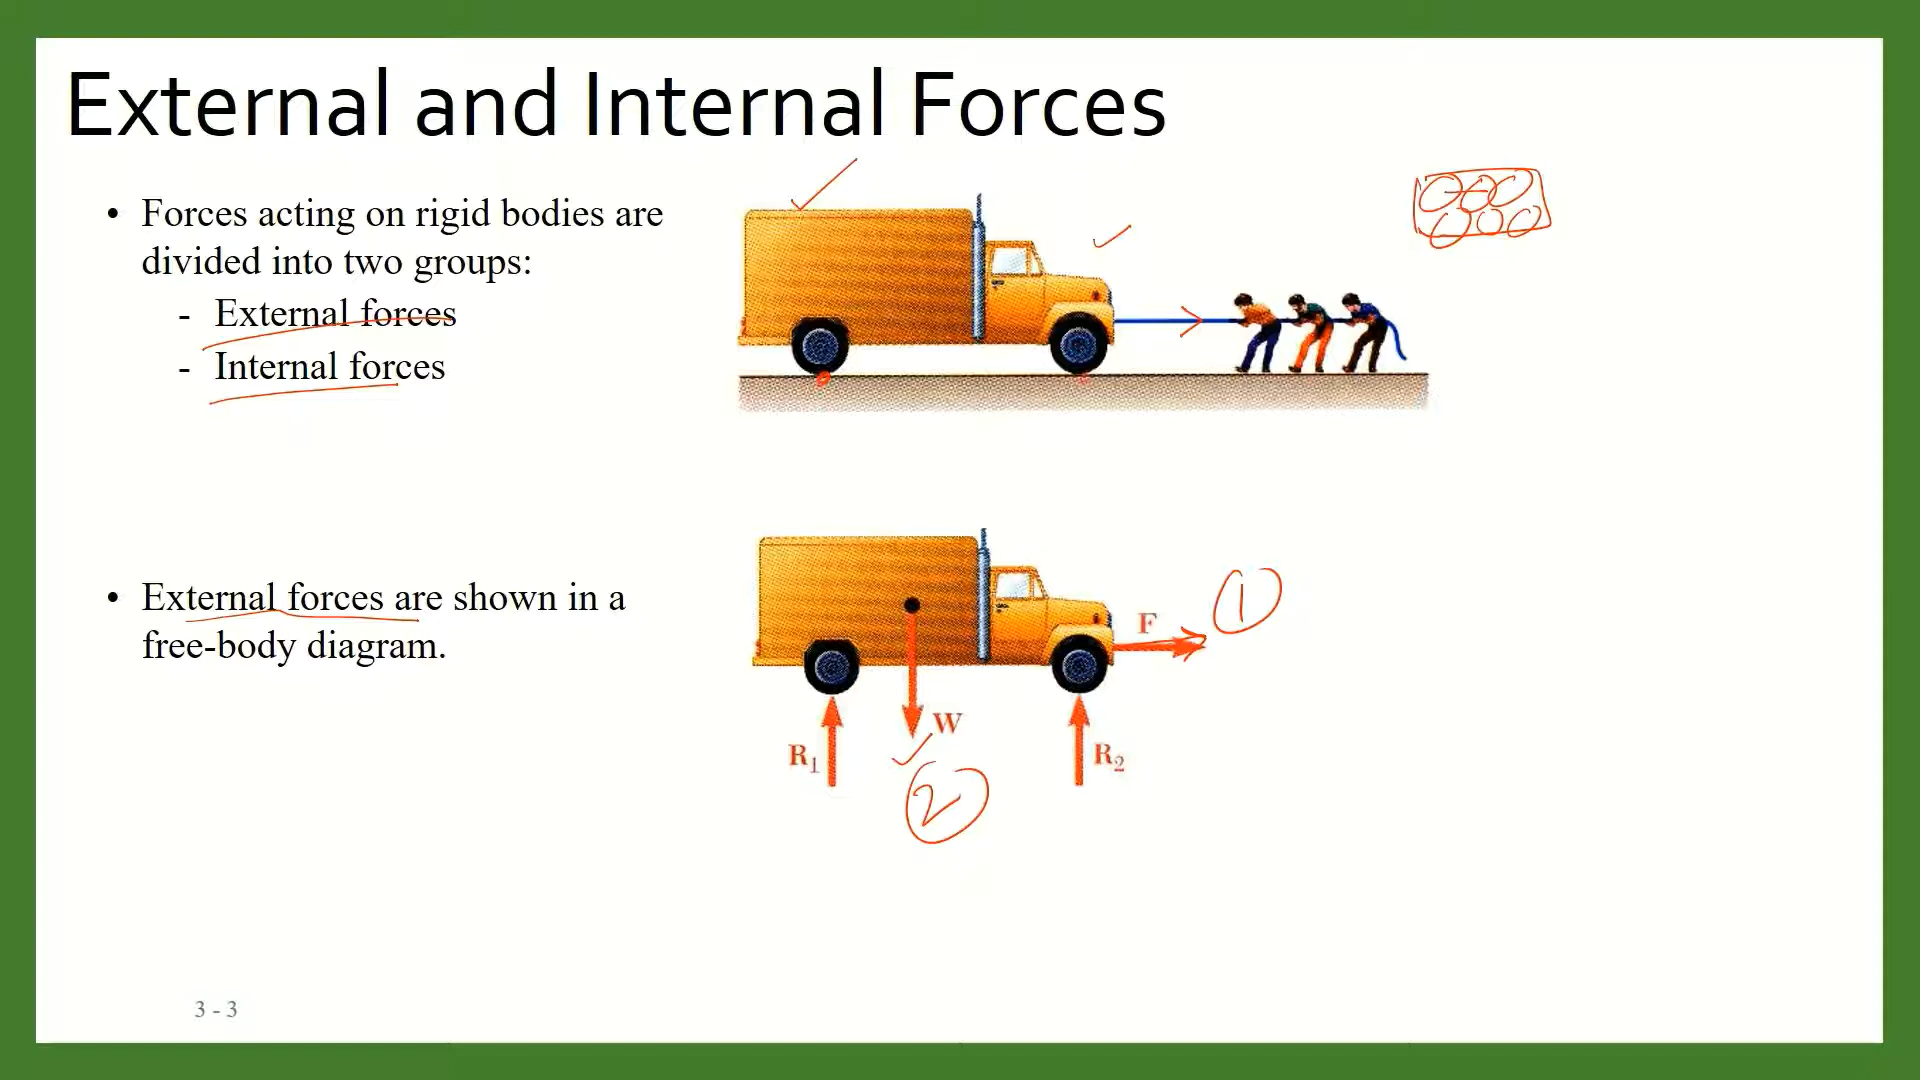 External and Internal Forces
• Forces acting on rigid bodies are
divided into two groups:
- External forces
- Internal forces
• External forces are shown in a
free-body diagram.
F
1
W
R1
R2
2
3 - 3